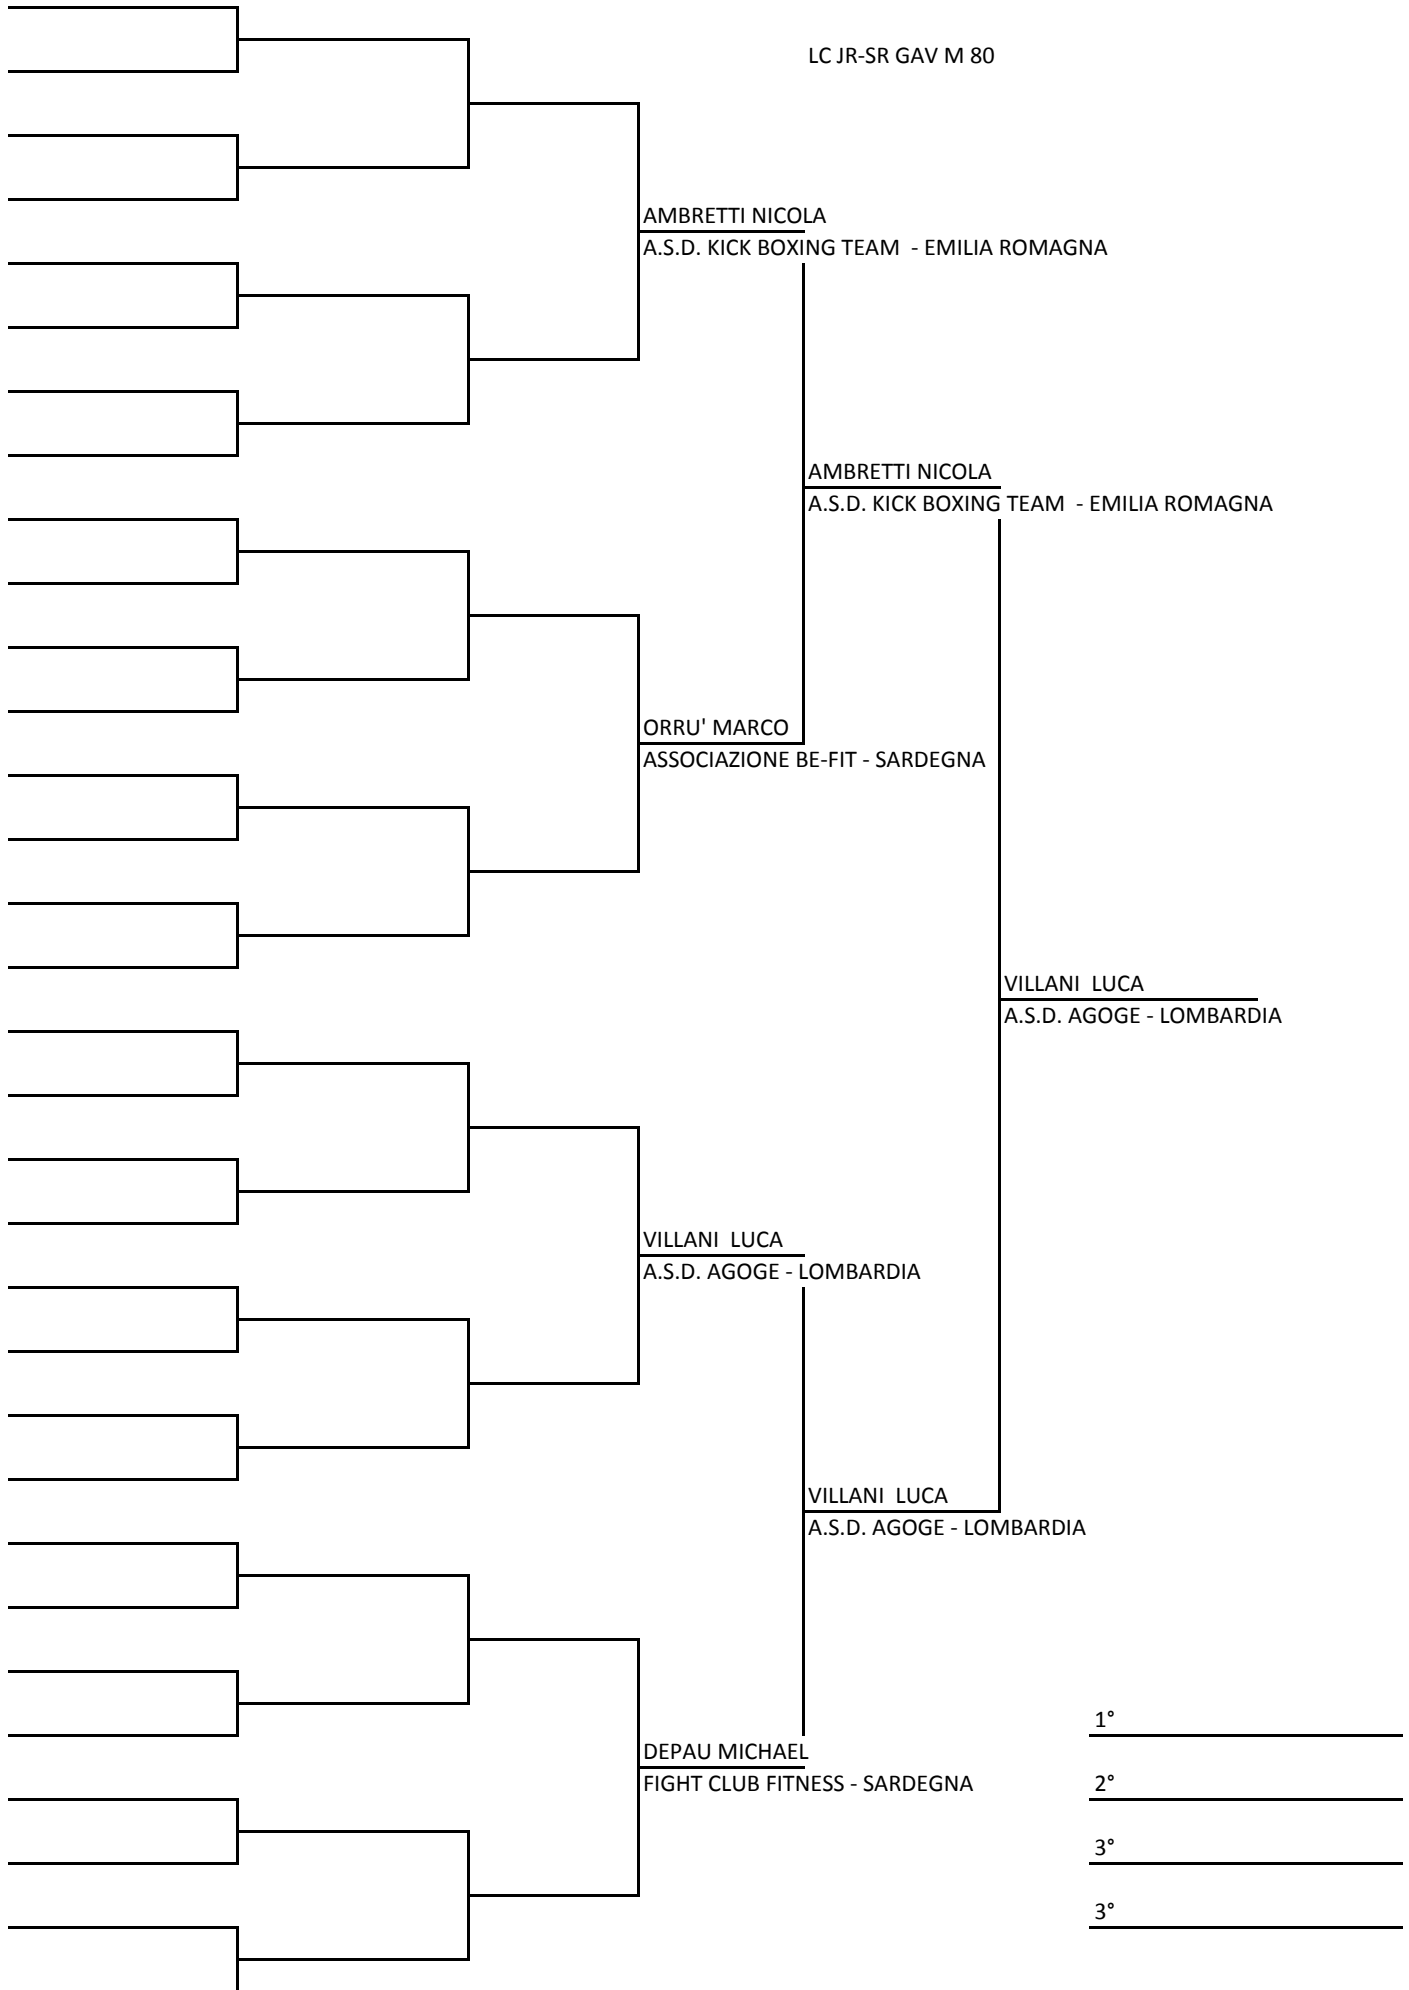 LC JR-SR GAV M 80
AMBRETTI NICOLA
A.S.D. KICK BOXING TEAM  - EMILIA ROMAGNA
AMBRETTI NICOLA
A.S.D. KICK BOXING TEAM  - EMILIA ROMAGNA
ORRU' MARCO
ASSOCIAZIONE BE-FIT - SARDEGNA
VILLANI  LUCA
A.S.D. AGOGE - LOMBARDIA
VILLANI  LUCA
A.S.D. AGOGE - LOMBARDIA
VILLANI  LUCA
A.S.D. AGOGE - LOMBARDIA
1°
DEPAU MICHAEL
FIGHT CLUB FITNESS - SARDEGNA
2°
3°
3°